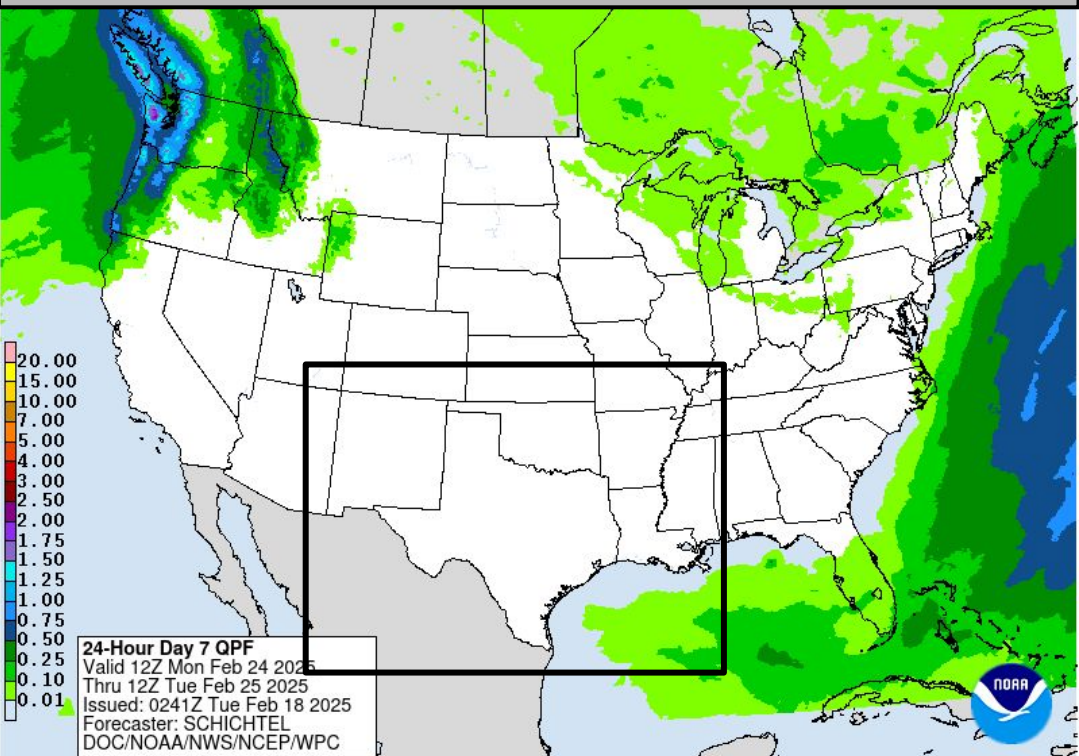 20.00
15.00
10.00
7.00
5.00
4.00
3.00
2.50
2.00
1.75
1.50
1.25
1.00
0.75
0.50
0.25
0.10
0.01
24-Hour Day 7 QPF
Valid 12Z Mon Feb 24 2025
Thru 12Z Tue Feb 25 2025
Issued: 0241Z Tue Feb 18 2025
Forecaster: SCHICHTEL
DOC/NOAA/NWS/NCEP/WPC
NOAA